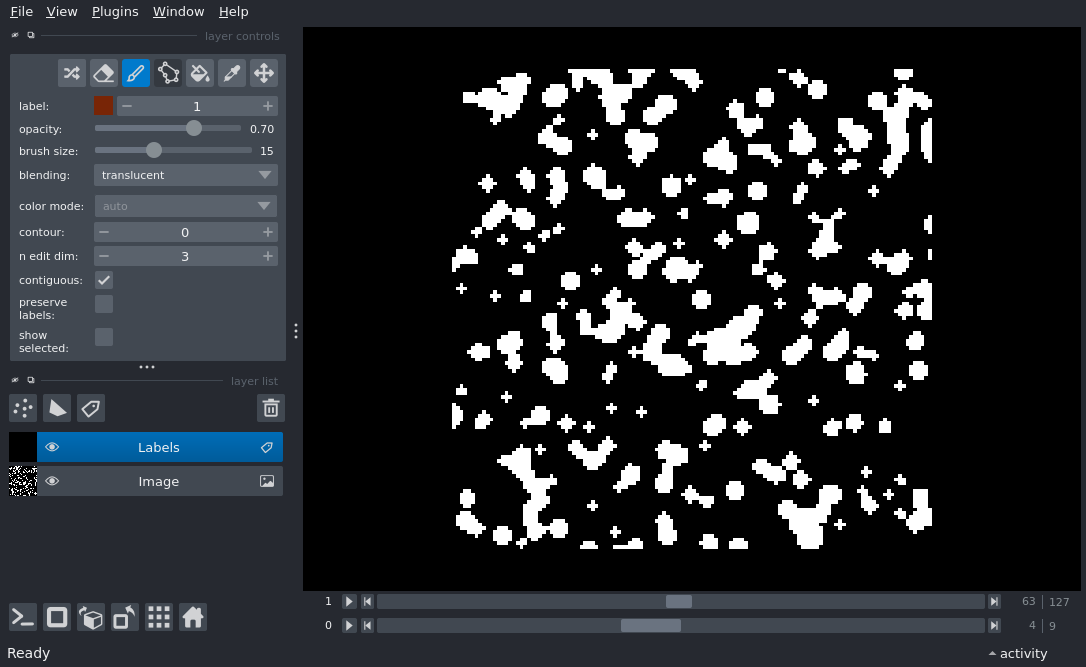 File View Plugins Window Help
layer controls
label: 1
opacity: 0.70
brush size: 15
blending: translucent
color mode: auto
contour: 0
n edit dim: 3
contiguous:
preserve
labels:
show
selected:
layer list
Labels
Image
1 63 127
0 4 9
Ready activity